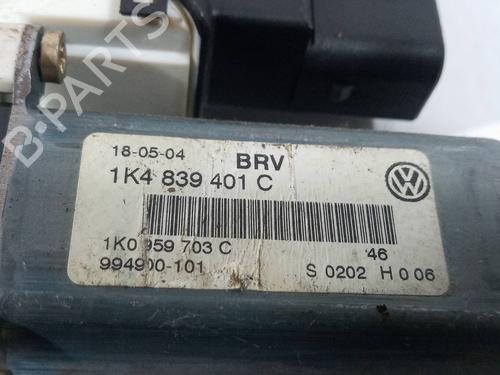 B-PARTS
18-05-04 BRV
1K4 839 401 C
1K0 959 703 C '46
994900-101 S 0202 H 0 06